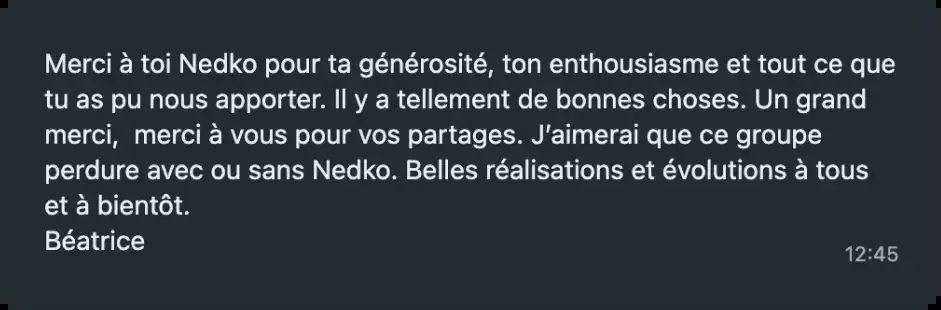 Merci à toi Nedko pour ta générosité, ton enthousiasme et tout ce que
tu as pu nous apporter. Il y a tellement de bonnes choses. Un grand
merci,  merci à vous pour vos partages. J’aimerai que ce groupe
perdure avec ou sans Nedko. Belles réalisations et évolutions à tous
et à bientôt.
Béatrice
12:45